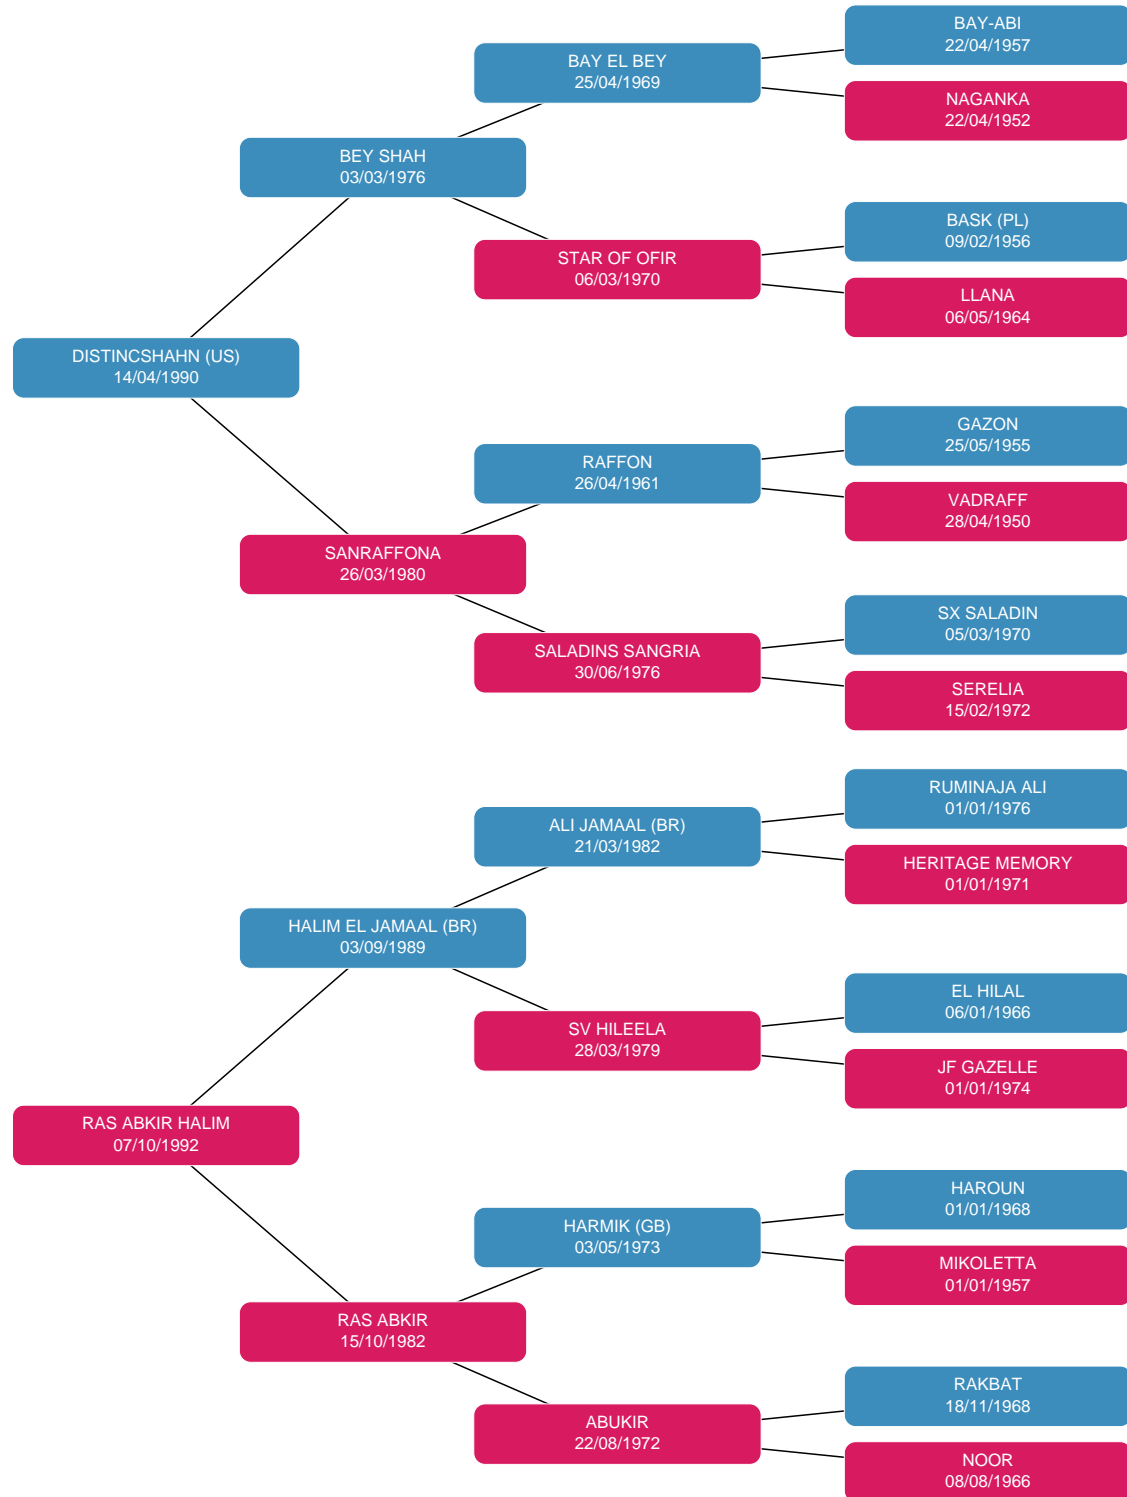 BAY-ABI
22/04/1957
BAY EL BEY
25/04/1969
NAGANKA
22/04/1952
BEY SHAH
03/03/1976
BASK (PL)
09/02/1956
STAR OF OFIR
06/03/1970
LLANA
06/05/1964
DISTINCSHAHN (US)
14/04/1990
GAZON
25/05/1955
RAFFON
26/04/1961
VADRAFF
28/04/1950
SANRAFFONA
26/03/1980
SX SALADIN
05/03/1970
SALADINS SANGRIA
30/06/1976
SERELIA
15/02/1972
RUMINAJA ALI
01/01/1976
ALI JAMAAL (BR)
21/03/1982
HERITAGE MEMORY
01/01/1971
HALIM EL JAMAAL (BR)
03/09/1989
EL HILAL
06/01/1966
SV HILEELA
28/03/1979
JF GAZELLE
01/01/1974
RAS ABKIR HALIM
07/10/1992
HAROUN
01/01/1968
HARMIK (GB)
03/05/1973
MIKOLETTA
01/01/1957
RAS ABKIR
15/10/1982
RAKBAT
18/11/1968
ABUKIR
22/08/1972
NOOR
08/08/1966